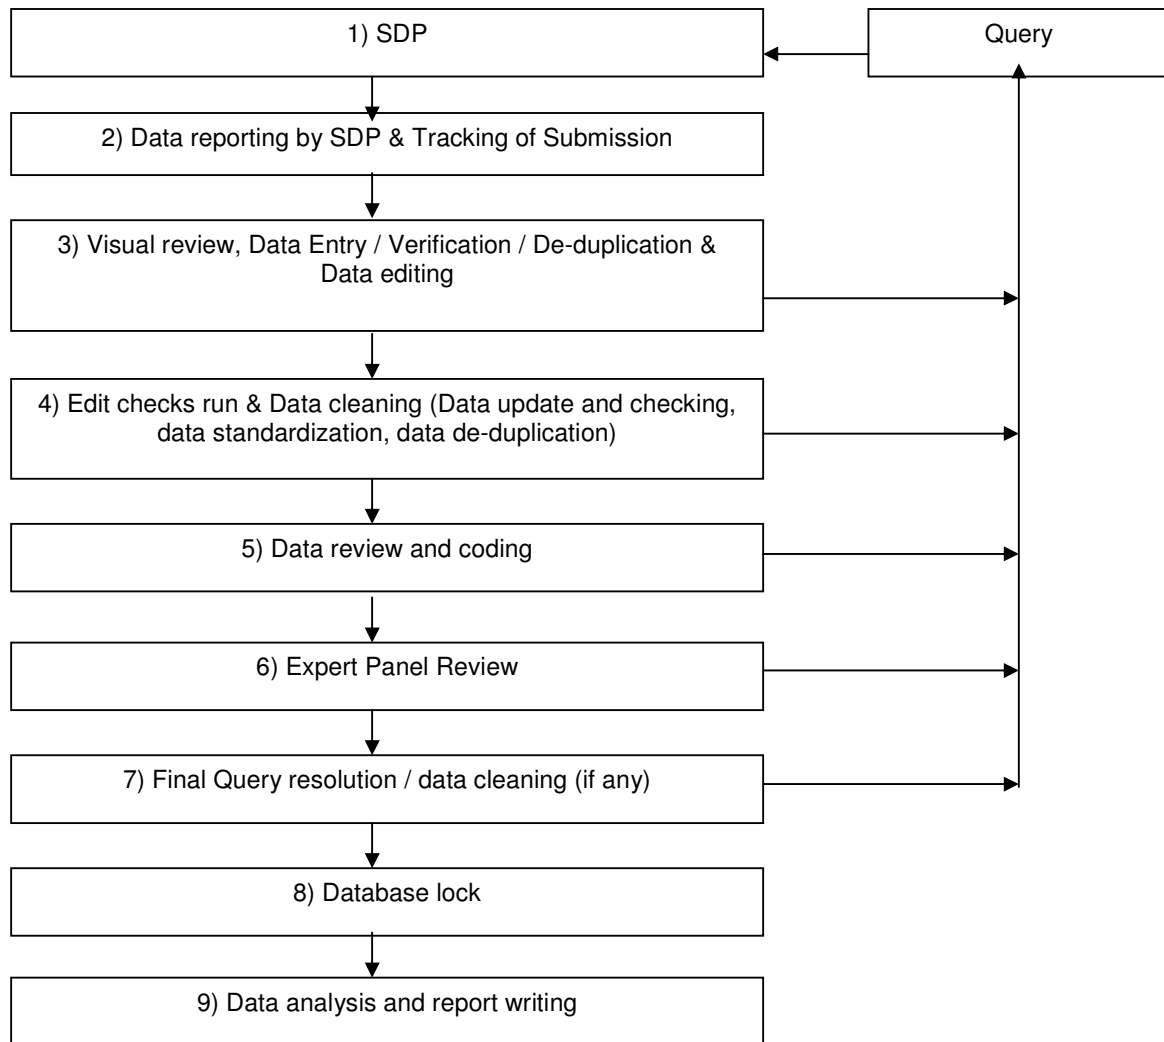 1) SDP
Query
2) Data reporting by SDP & Tracking of Submission
3) Visual review, Data Entry / Verification / De-duplication &
Data editing
4) Edit checks run & Data cleaning (Data update and checking,
data standardization, data de-duplication)
5) Data review and coding
6) Expert Panel Review
7) Final Query resolution / data cleaning (if any)
8) Database lock
9) Data analysis and report writing